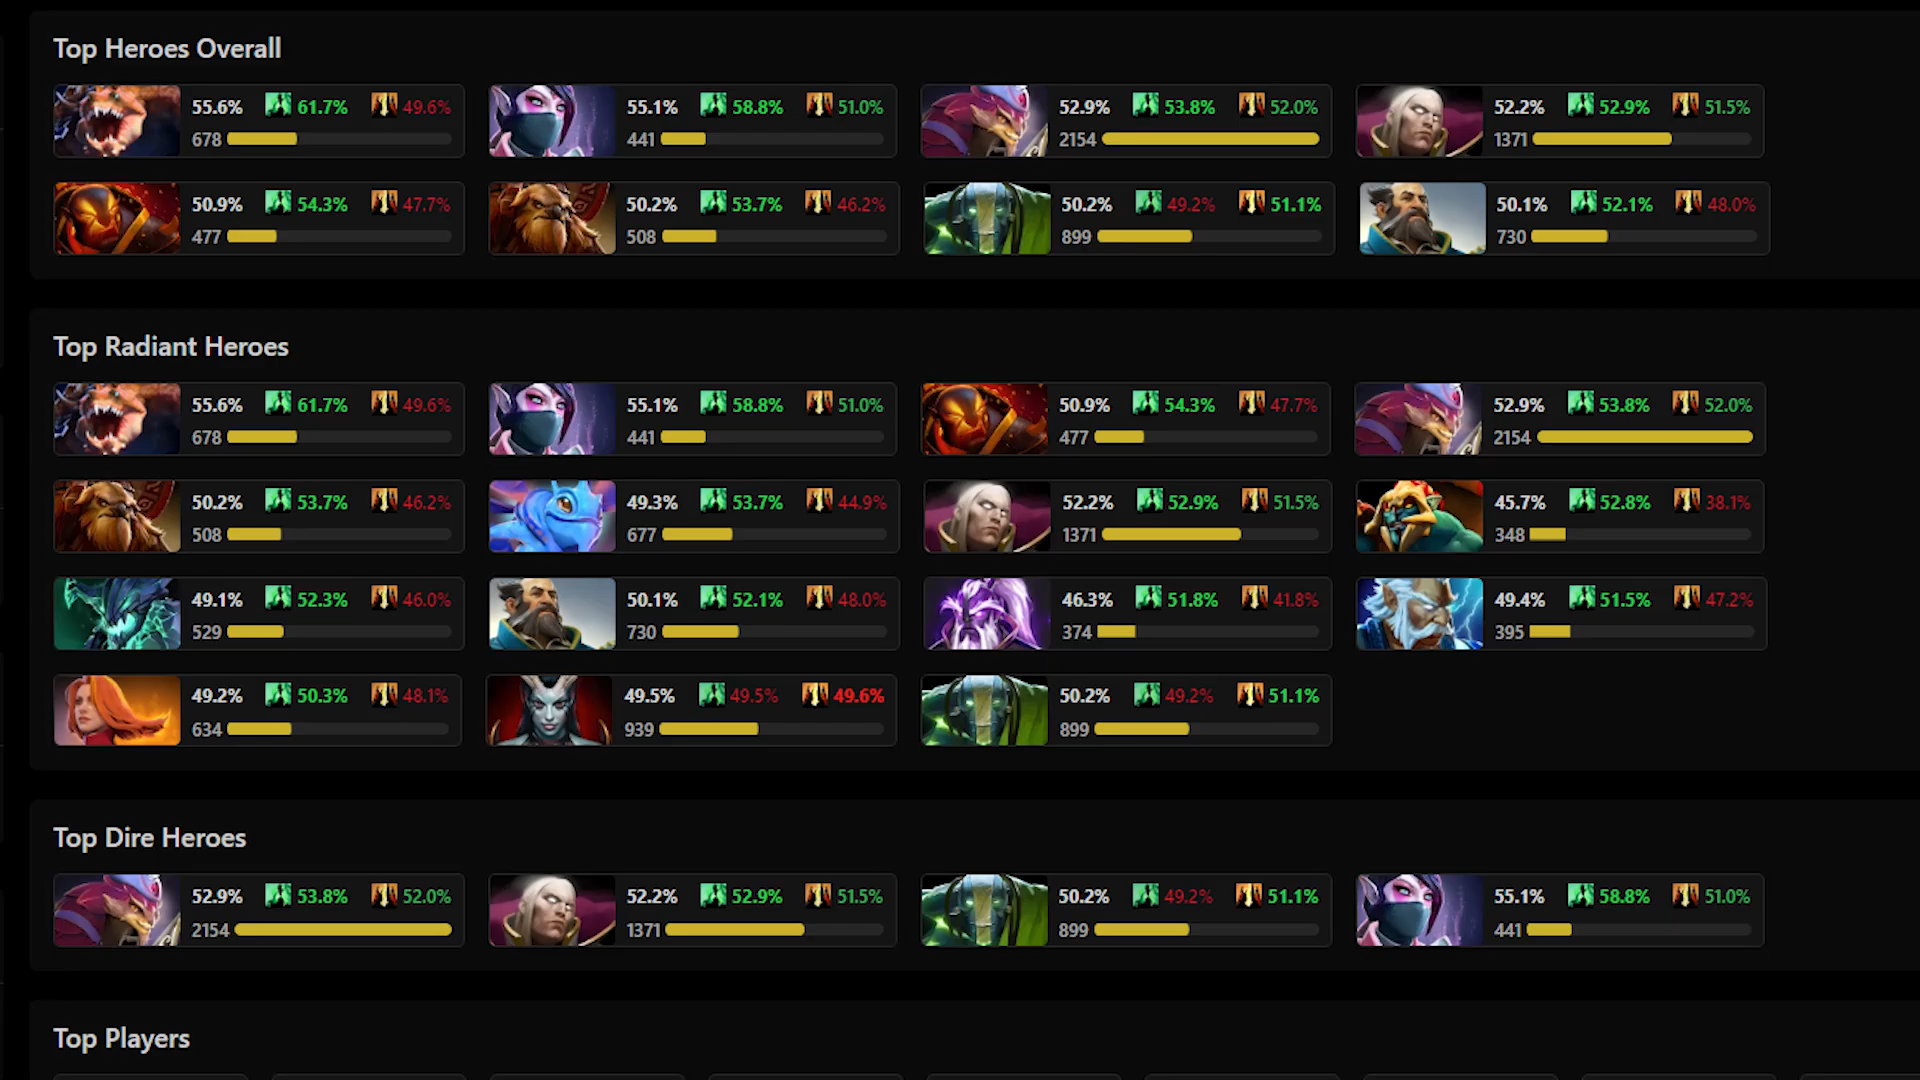 Top Heroes Overall
55.6% 61.7% 49.6%
678
55.1% 58.8% 51.0%
441
52.9% 53.8% 52.0%
2154
52.2% 52.9% 51.5%
1371
50.9% 54.3% 47.7%
477
50.2% 53.7% 46.2%
508
50.2% 49.2% 51.1%
899
50.1% 52.1% 48.0%
730
Top Radiant Heroes
55.6% 61.7% 49.6%
678
55.1% 58.8% 51.0%
441
50.9% 54.3% 47.7%
477
52.9% 53.8% 52.0%
2154
50.2% 53.7% 46.2%
508
49.3% 53.7% 44.9%
677
52.2% 52.9% 51.5%
1371
45.7% 52.8% 38.1%
348
49.1% 52.3% 46.0%
529
50.1% 52.1% 48.0%
730
46.3% 51.8% 41.8%
374
49.4% 51.5% 47.2%
395
49.2% 50.3% 48.1%
634
49.5% 49.5% 49.6%
939
50.2% 49.2% 51.1%
899
Top Dire Heroes
52.9% 53.8% 52.0%
2154
52.2% 52.9% 51.5%
1371
50.2% 49.2% 51.1%
899
55.1% 58.8% 51.0%
441
Top Players